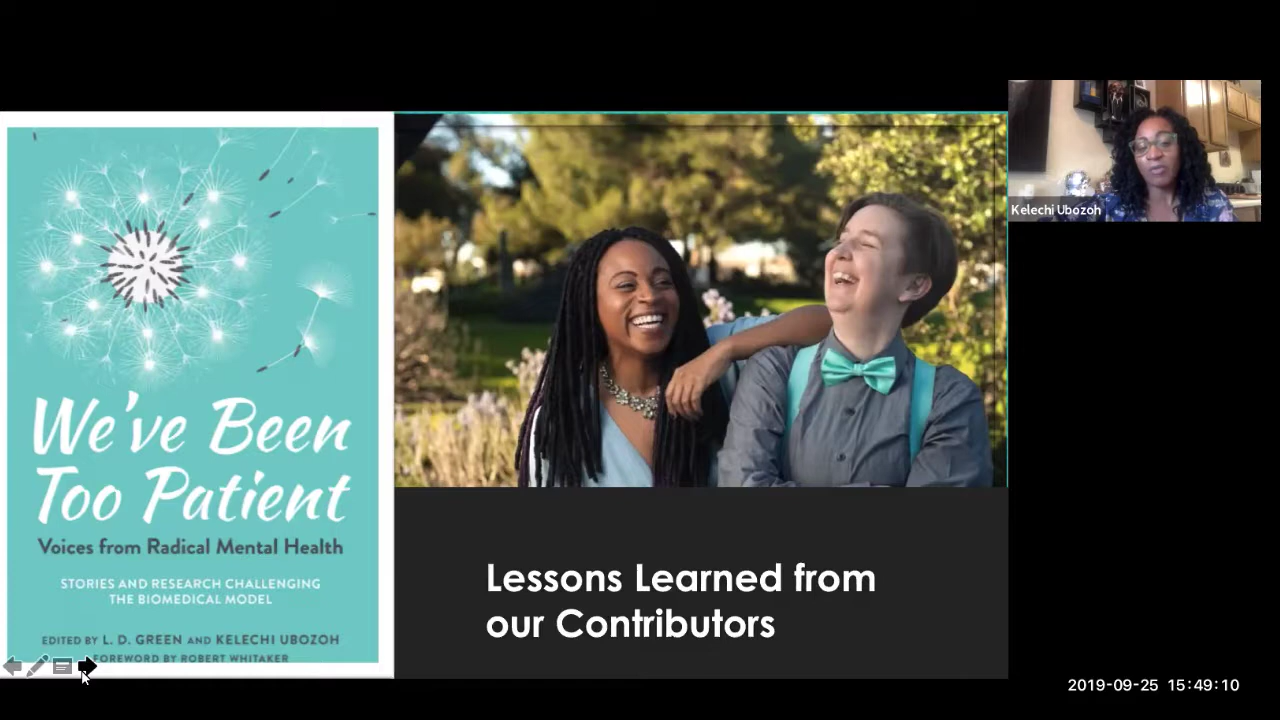 We've Been
Too Patient
Voices from Radical Mental Health
STORIES AND RESEARCH CHALLENGING
THE BIOMEDICAL MODEL
EDITED BY L. D. GREEN AND KELECHI UBOZOH
FOREWORD BY ROBERT WHITAKER
Lessons Learned from
our Contributors
Kelechi Ubozoh
2019-09-25 15:49:10